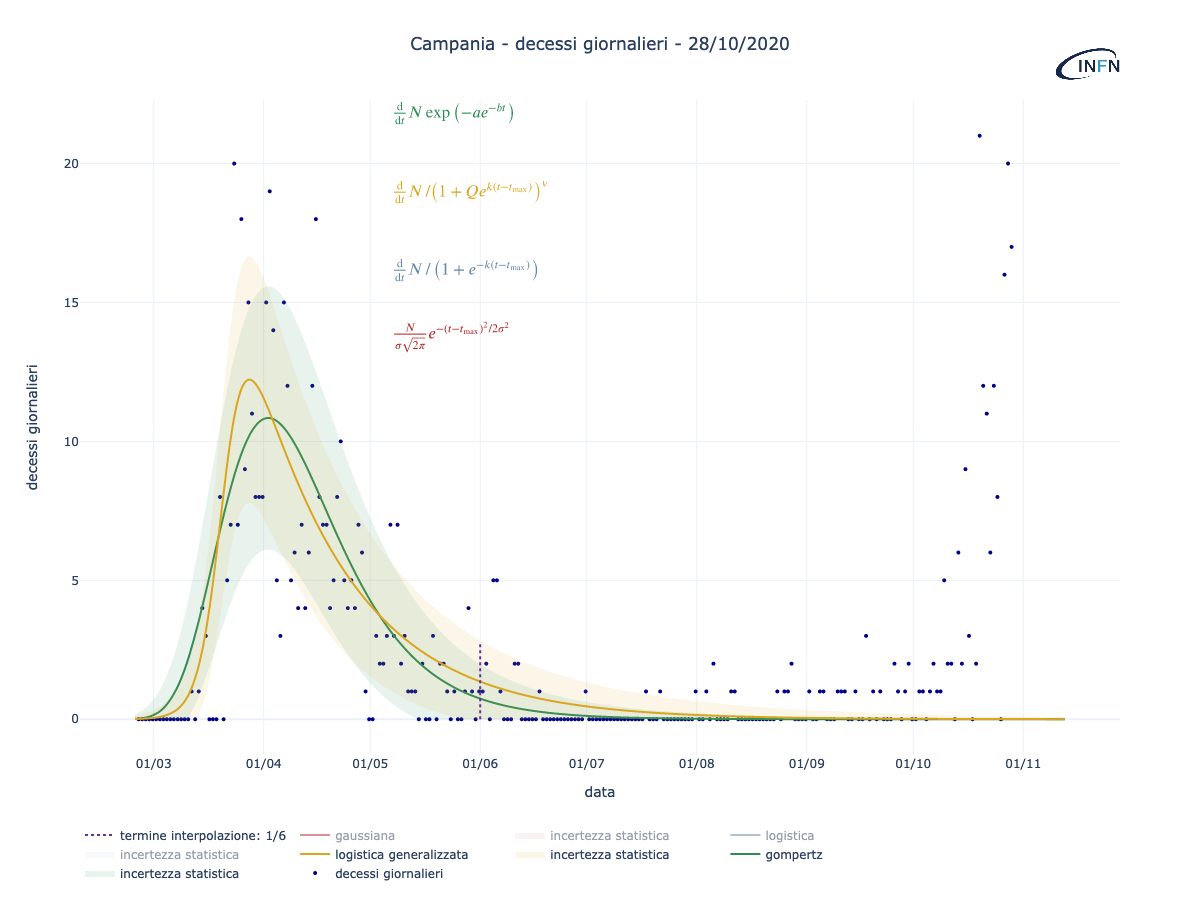 Campania - decessi giornalieri - 28/10/2020
INFN
d/dt N exp (−ae^{−bt})
d/dt N /(1 + Qe^{k(t−t_max)})^ν
d/dt N / (1 + e^{−k(t−t_max)})
N/(σ√2π) e^{−(t−t_max)²/2σ²}
decessi giornalieri
20
15
10
5
0
01/03 01/04 01/05 01/06 01/07 01/08 01/09 01/10 01/11
data
termine interpolazione: 1/6 gaussiana incertezza statistica logistica
incertezza statistica logistica generalizzata incertezza statistica gompertz
incertezza statistica decessi giornalieri